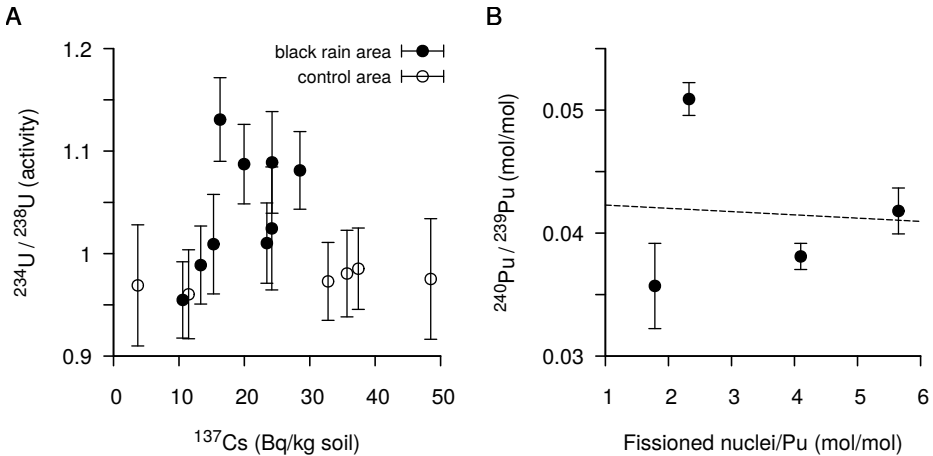 A
1.2
1.1
1
0.9
²³⁴U / ²³⁸U (activity)
black rain area
control area
0 10 20 30 40 50
¹³⁷Cs (Bq/kg soil)
B
0.05
0.04
0.03
²⁴⁰Pu / ²³⁹Pu (mol/mol)
1 2 3 4 5 6
Fissioned nuclei/Pu (mol/mol)